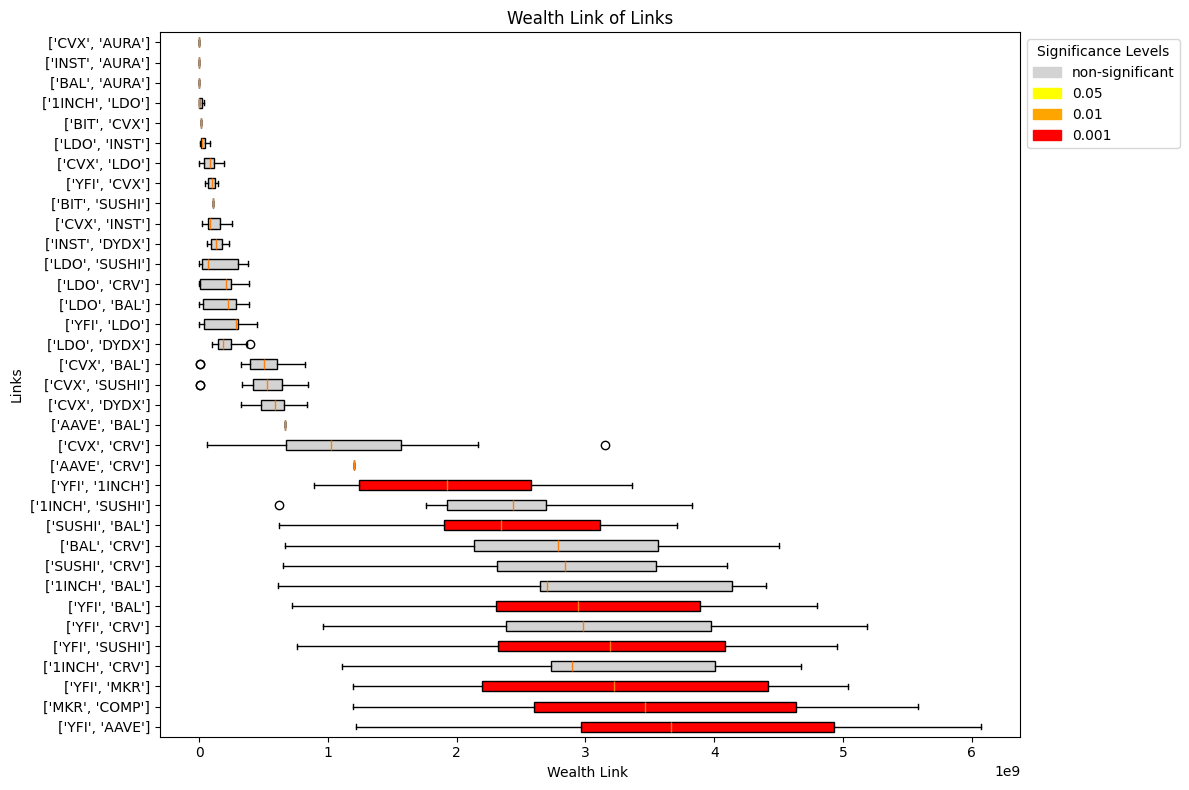 Wealth Link of Links
['CVX', 'AURA']
['INST', 'AURA']
['BAL', 'AURA']
['1INCH', 'LDO']
['BIT', 'CVX']
['LDO', 'INST']
['CVX', 'LDO']
['YFI', 'CVX']
['BIT', 'SUSHI']
['CVX', 'INST']
['INST', 'DYDX']
['LDO', 'SUSHI']
['LDO', 'CRV']
['LDO', 'BAL']
['YFI', 'LDO']
['LDO', 'DYDX']
['CVX', 'BAL']
['CVX', 'SUSHI']
['CVX', 'DYDX']
['AAVE', 'BAL']
['CVX', 'CRV']
['AAVE', 'CRV']
['YFI', '1INCH']
['1INCH', 'SUSHI']
['SUSHI', 'BAL']
['BAL', 'CRV']
['SUSHI', 'CRV']
['1INCH', 'BAL']
['YFI', 'BAL']
['YFI', 'CRV']
['YFI', 'SUSHI']
['1INCH', 'CRV']
['YFI', 'MKR']
['MKR', 'COMP']
['YFI', 'AAVE']
Links
0 1 2 3 4 5 6
1e9
Wealth Link
Significance Levels
non-significant
0.05
0.01
0.001